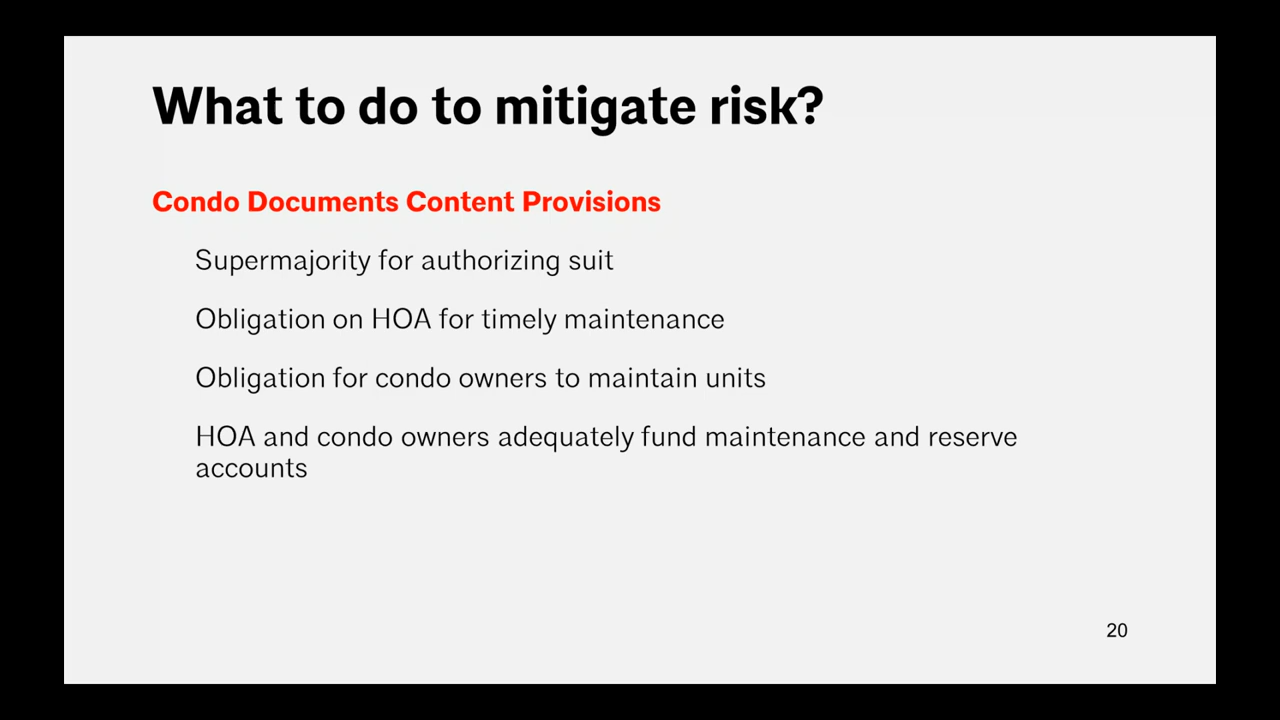 What to do to mitigate risk?
Condo Documents Content Provisions
Supermajority for authorizing suit
Obligation on HOA for timely maintenance
Obligation for condo owners to maintain units
HOA and condo owners adequately fund maintenance and reserve
accounts
20